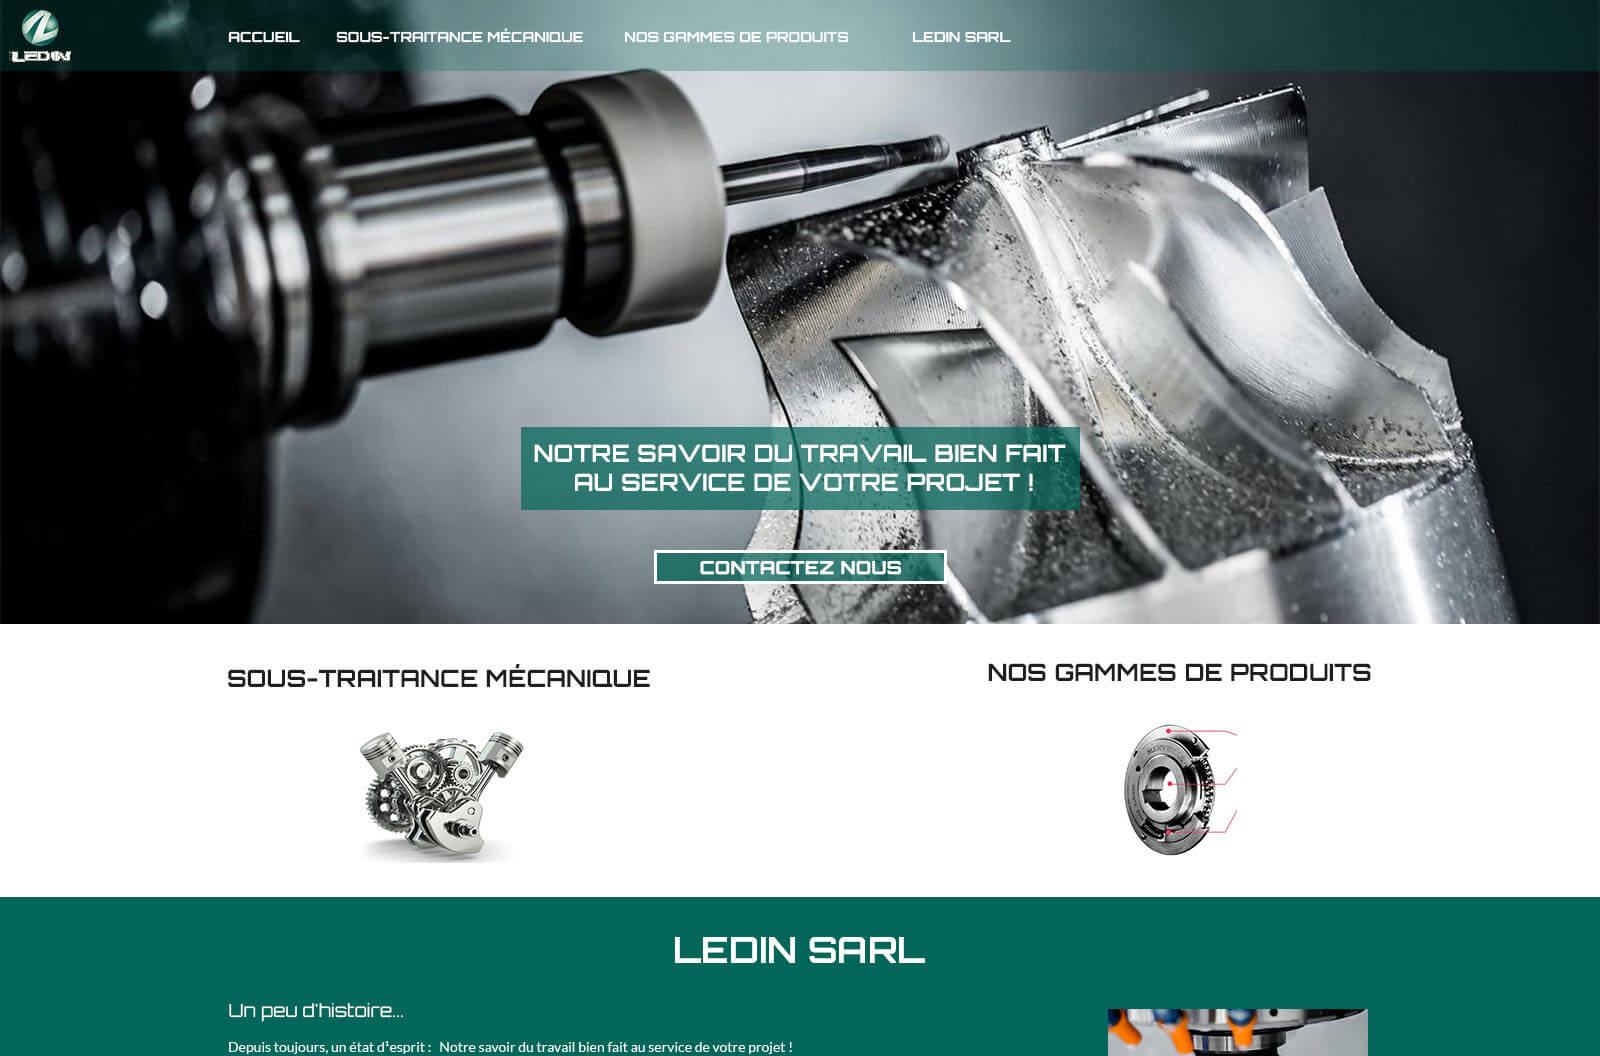 LEDIN
ACCUEIL
SOUS-TRAITANCE MÉCANIQUE
NOS GAMMES DE PRODUITS
LEDIN SARL
NOTRE SAVOIR DU TRAVAIL BIEN FAIT
AU SERVICE DE VOTRE PROJET !
CONTACTEZ NOUS
SOUS-TRAITANCE MÉCANIQUE
NOS GAMMES DE PRODUITS
LEDIN SARL
Un peu d'histoire...
Depuis toujours, un état d'esprit : Notre savoir du travail bien fait au service de votre projet !